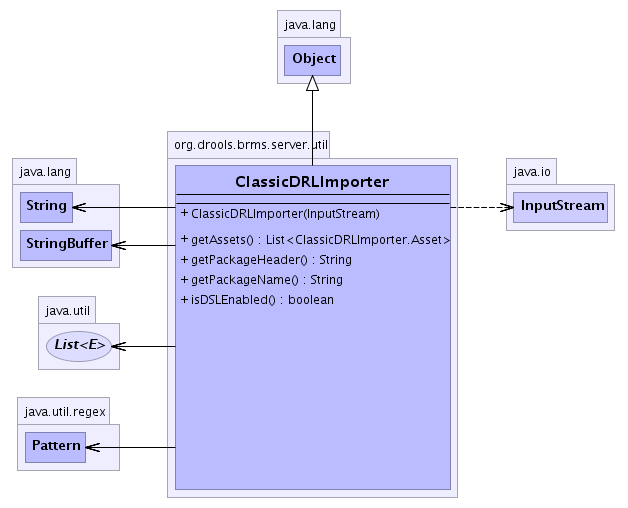 java.lang
Object
org.drools.brms.server.util
ClassicDRLImporter
+ ClassicDRLImporter(InputStream)
+ getAssets() : List<ClassicDRLImporter.Asset>
+ getPackageHeader() : String
+ getPackageName() : String
+ isDSLEnabled() : boolean
java.lang
String
StringBuffer
java.io
InputStream
java.util
List<E>
java.util.regex
Pattern